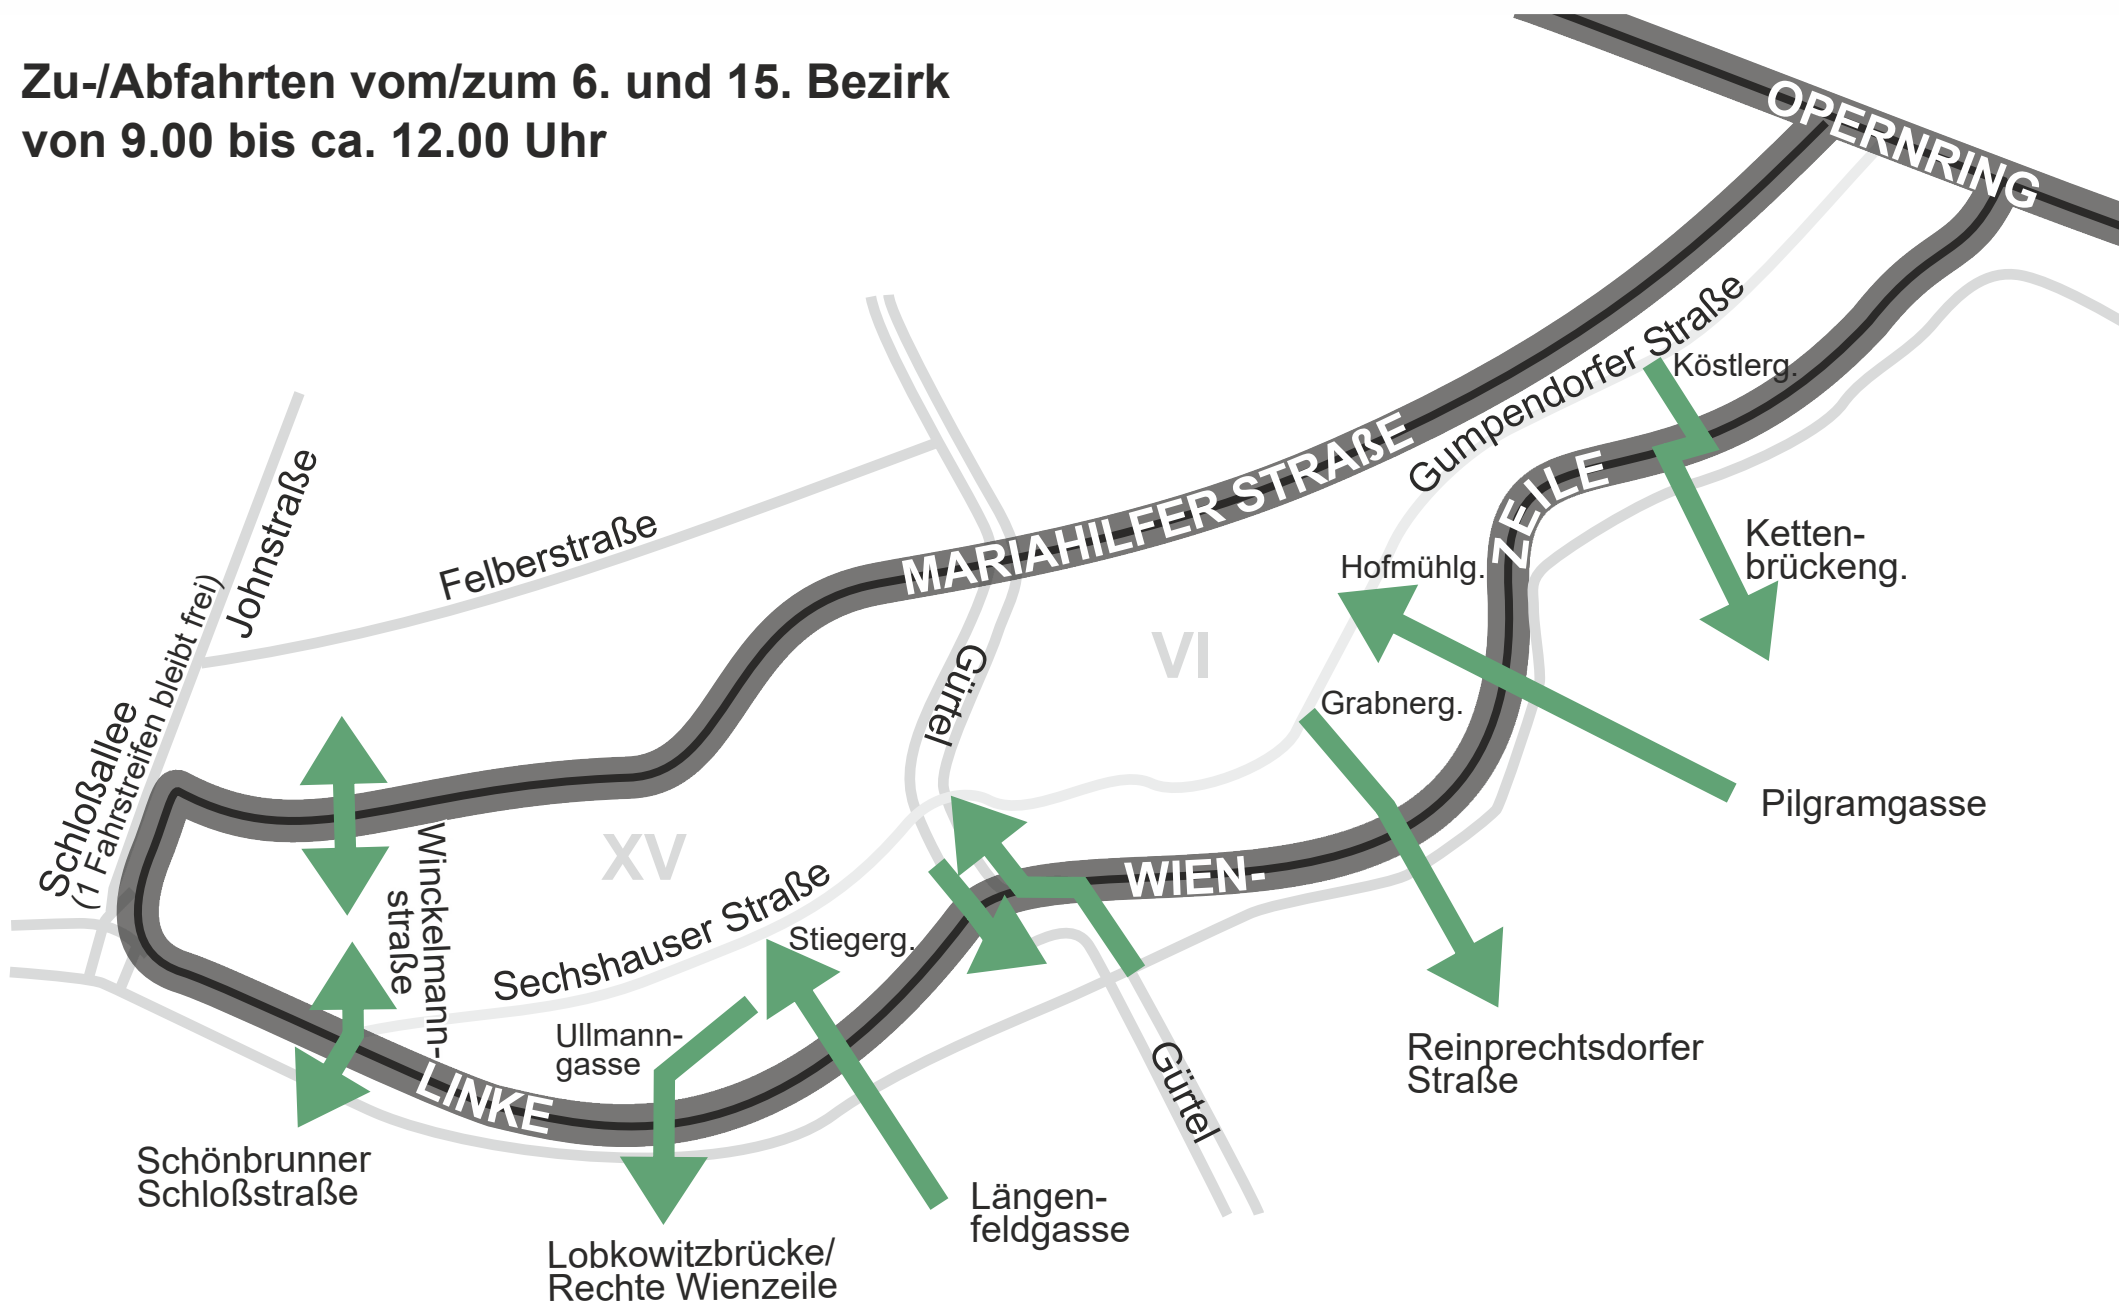 Zu-/Abfahrten vom/zum 6. und 15. Bezirk
von 9.00 bis ca. 12.00 Uhr
OPERNRING
Gumpendorfer Straße
Köstlerg.
MARIAHILFER STRAßE
Johnstraße
Felberstraße
ZEILE
Ketten-
brückeng.
Hofmühlg.
VI
Gürtel
Grabnerg.
Schloßallee
(1 Fahrstreifen bleibt frei)
Pilgramgasse
XV
Winckelmann-
straße
WIEN-
Sechshauser Straße
Stiegerg.
Ullmann-
gasse
LINKE
Gürtel
Reinprechtsdorfer
Straße
Schönbrunner
Schloßstraße
Längen-
feldgasse
Lobkowitzbrücke/
Rechte Wienzeile